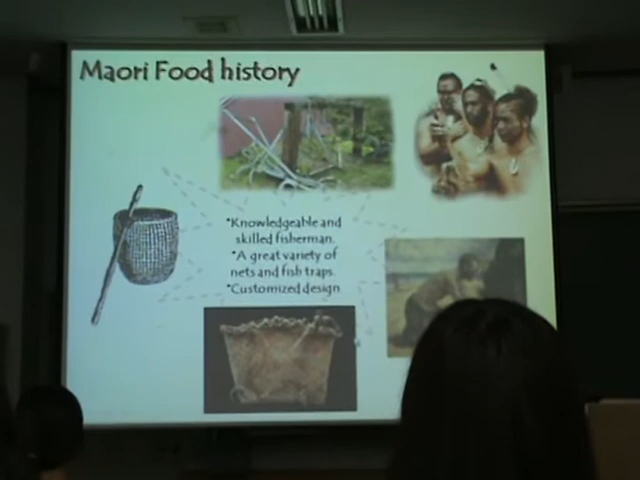 Maori Food history
*Knowledgeable and
skilled fisherman.
*A great variety of
nets and fish traps.
*Customized design